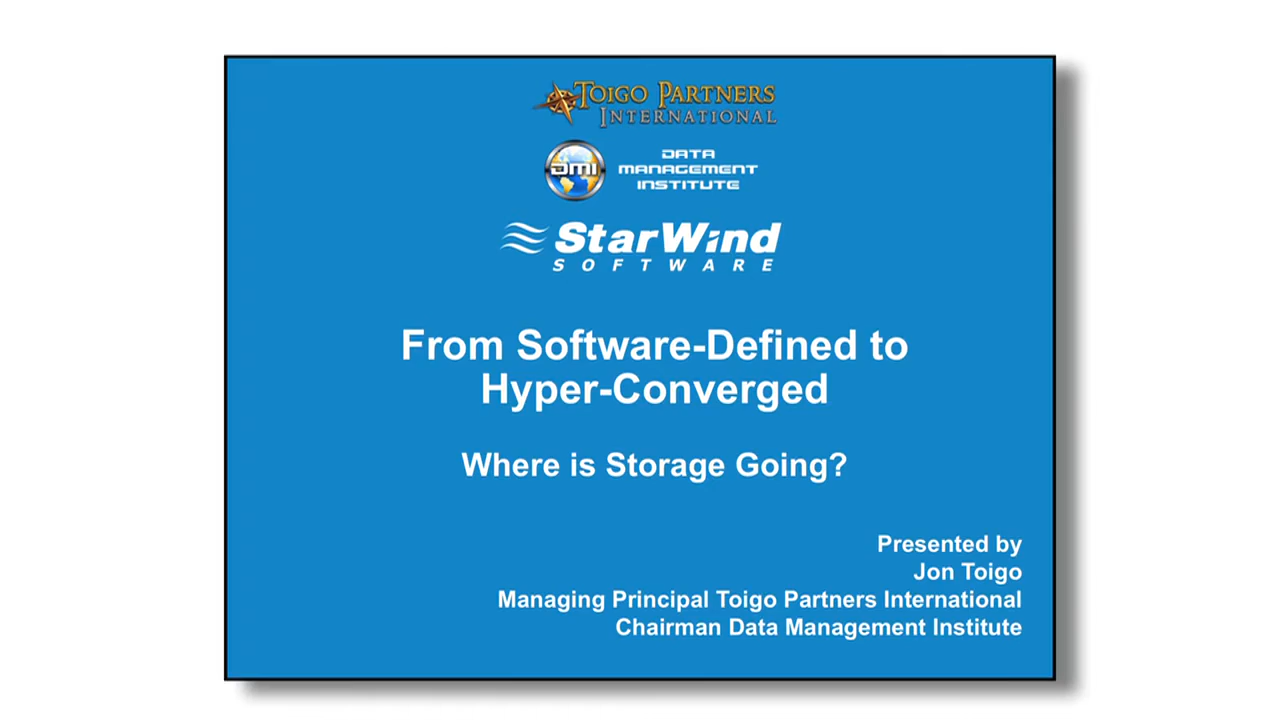 TOIGO PARTNERS
INTERNATIONAL
DMI
DATA
MANAGEMENT
INSTITUTE
StarWind
SOFTWARE
From Software-Defined to
Hyper-Converged
Where is Storage Going?
Presented by
Jon Toigo
Managing Principal Toigo Partners International
Chairman Data Management Institute